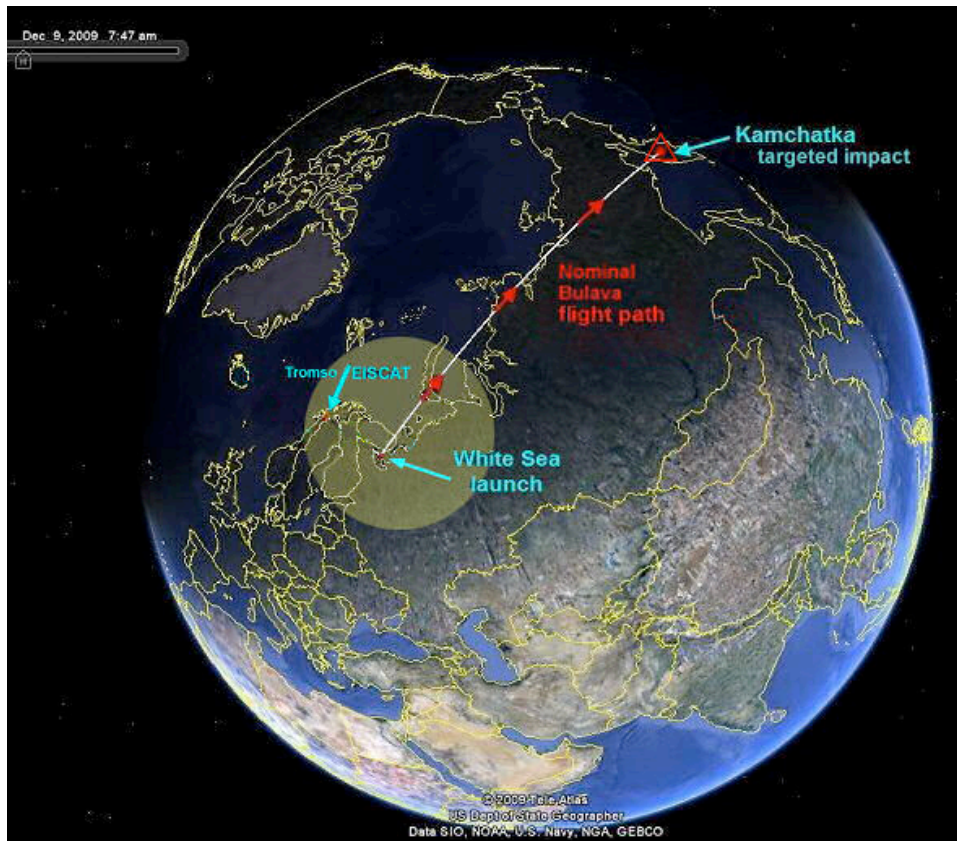 Dec 9, 2009 7:47 am
Kamchatka
targeted impact
Nominal
Bulava
flight path
Tromso EISCAT
White Sea
launch
© 2009 Tele Atlas
US Dept of State Geographer
Data SIO, NOAA, U.S. Navy, NGA, GEBCO